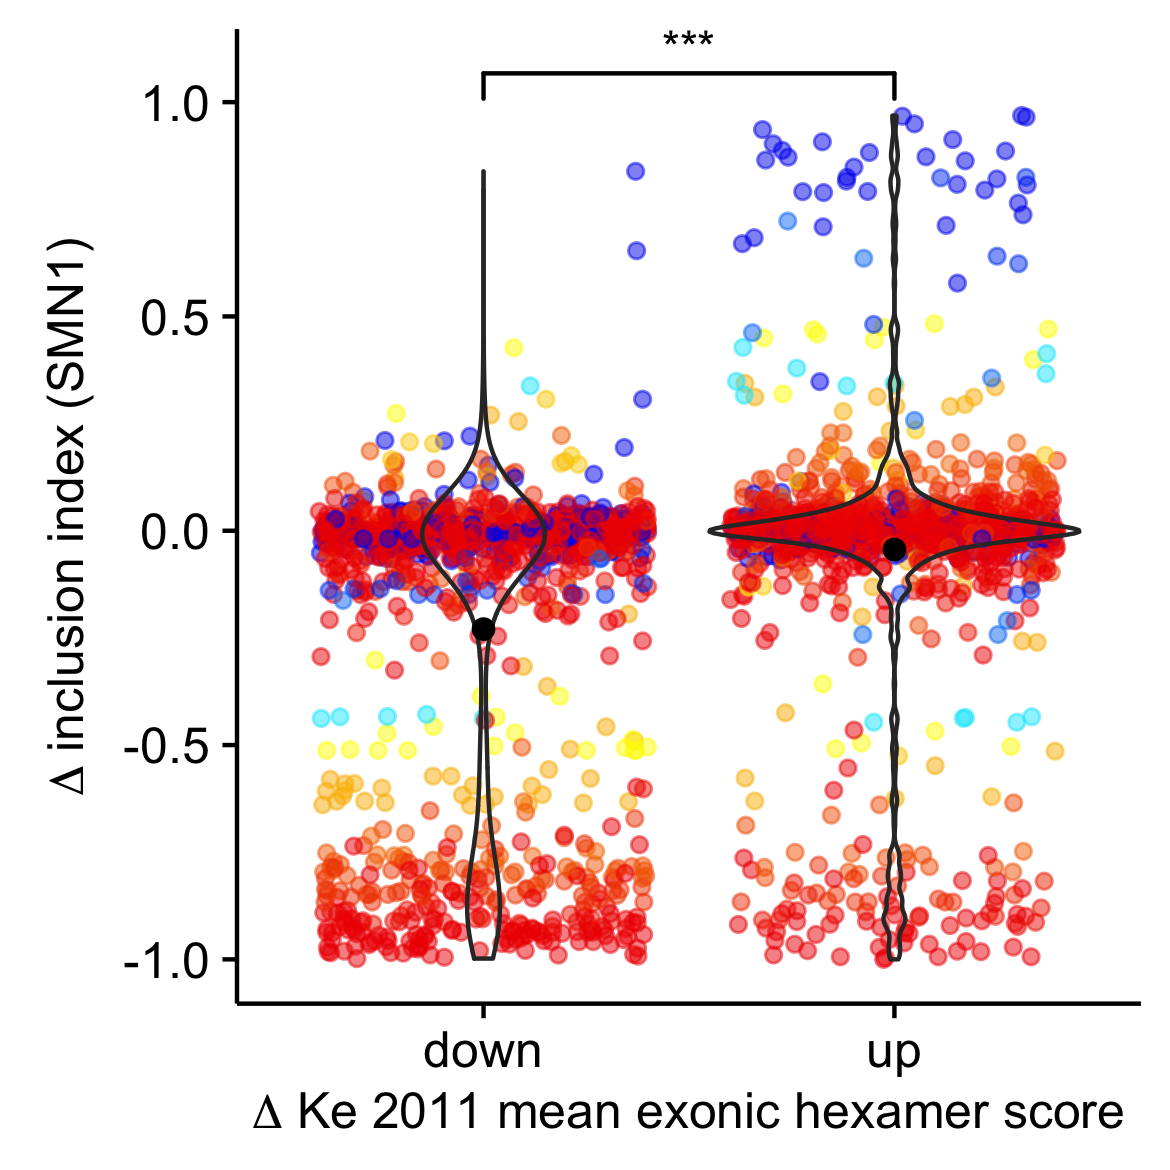 ***
1.0
0.5
0.0
-0.5
-1.0
Δ inclusion index (SMN1)
down up
Δ Ke 2011 mean exonic hexamer score